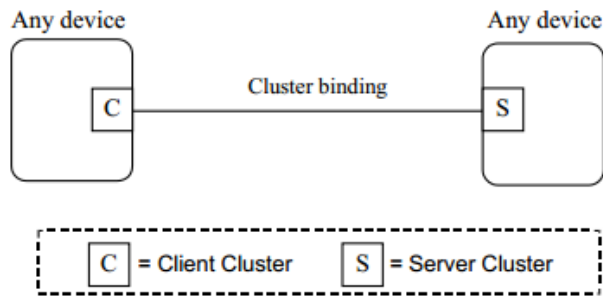 Any device
Any device
Cluster binding
C
S
C = Client Cluster
S = Server Cluster